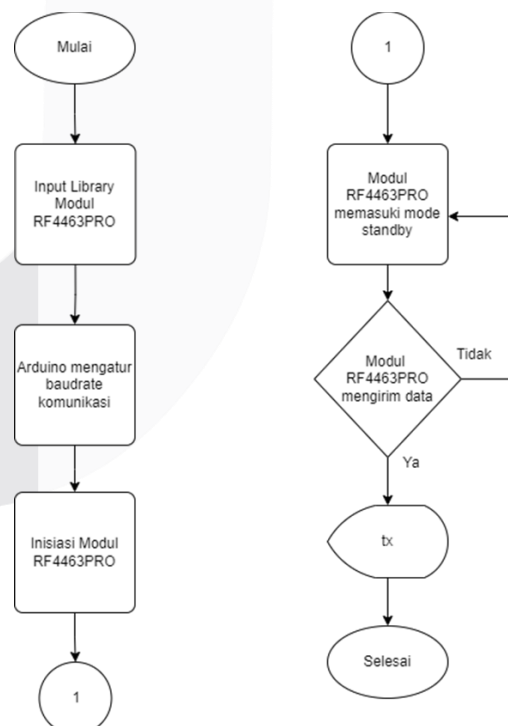 Mulai
Input Library
Modul
RF4463PRO
Arduino mengatur
baudrate
komunikasi
Inisiasi Modul
RF4463PRO
1
1
Modul
RF4463PRO
memasuki mode
standby
Modul
RF4463PRO
mengirim data
Tidak
Ya
tx
Selesai